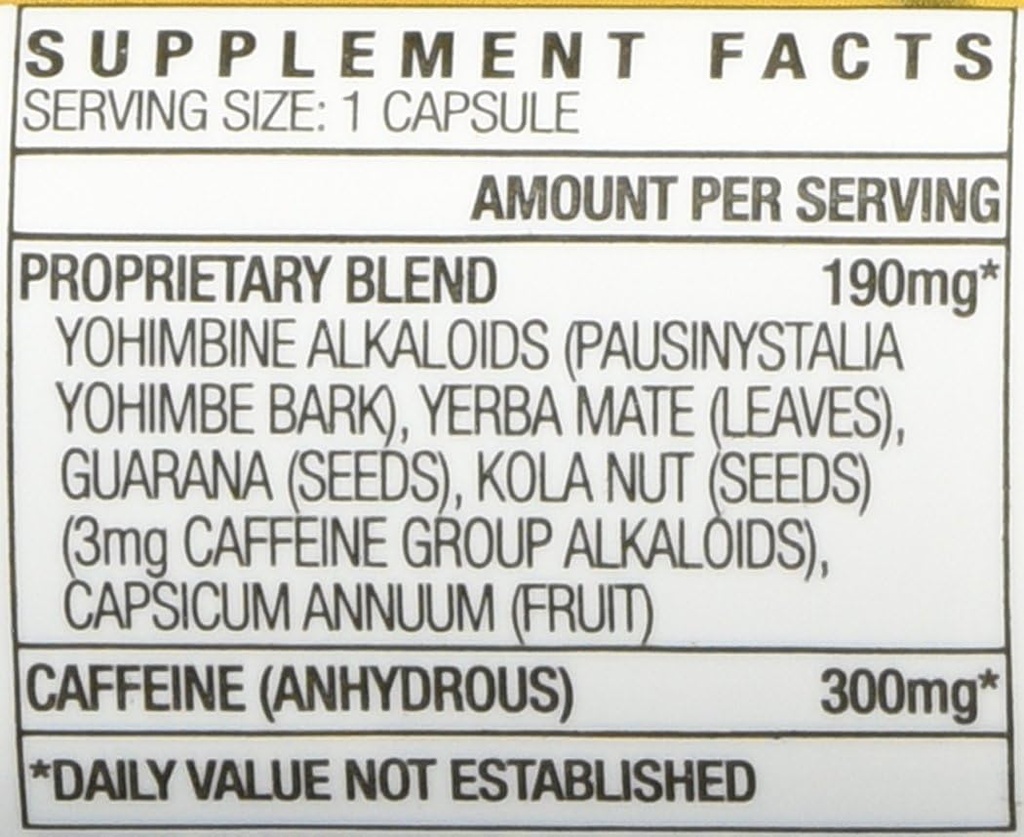 SUPPLEMENT FACTS
SERVING SIZE: 1 CAPSULE
AMOUNT PER SERVING
PROPRIETARY BLEND 190mg*
YOHIMBINE ALKALOIDS (PAUSINYSTALIA
YOHIMBE BARK), YERBA MATE (LEAVES),
GUARANA (SEEDS), KOLA NUT (SEEDS)
(3mg CAFFEINE GROUP ALKALOIDS),
CAPSICUM ANNUUM (FRUIT)
CAFFEINE (ANHYDROUS) 300mg*
*DAILY VALUE NOT ESTABLISHED